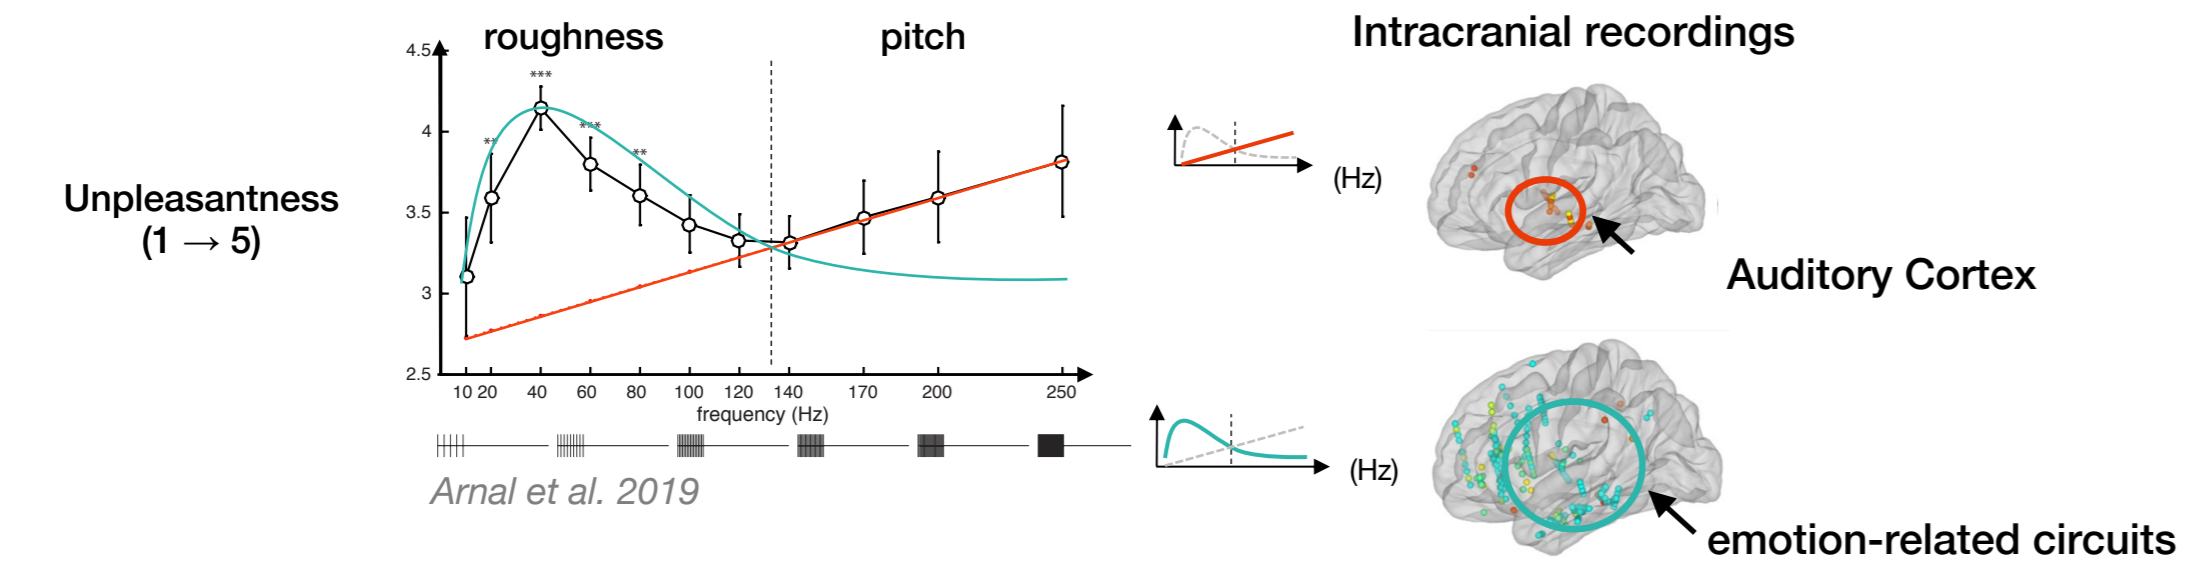 roughness
pitch
Intracranial recordings
Unpleasantness
(1 → 5)
4.5
4
3.5
3
2.5
***
**
***
**
10 20 40 60 80 100 120 140 170 200 250
frequency (Hz)
Arnal et al. 2019
(Hz)
Auditory Cortex
(Hz)
emotion-related circuits